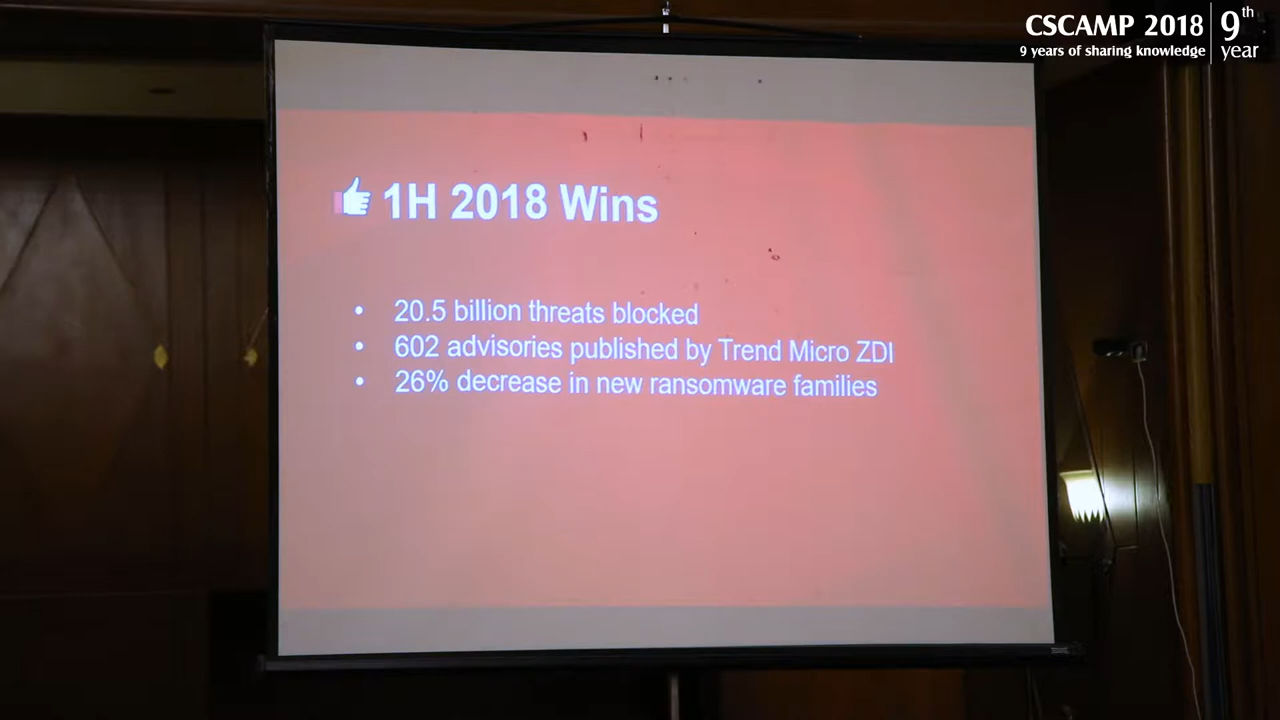 CSCAMP 2018
9 years of sharing knowledge
9th
year
1H 2018 Wins
• 20.5 billion threats blocked
• 602 advisories published by Trend Micro ZDI
• 26% decrease in new ransomware families